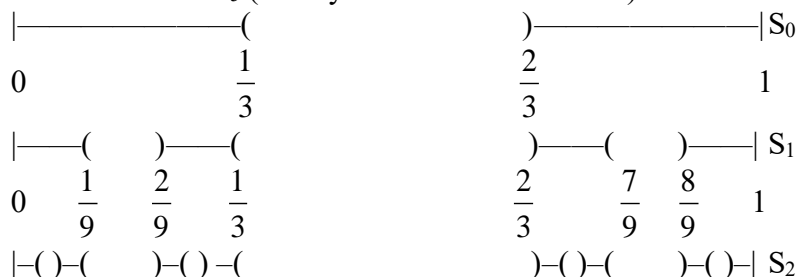 |———————( )———————| S₀
0 1/3 2/3 1
|——( )——( )——( )——| S₁
0 1/9 2/9 1/3 2/3 7/9 8/9 1
|–( )–( )–( ) –( )–( )–( )–( )–| S₂